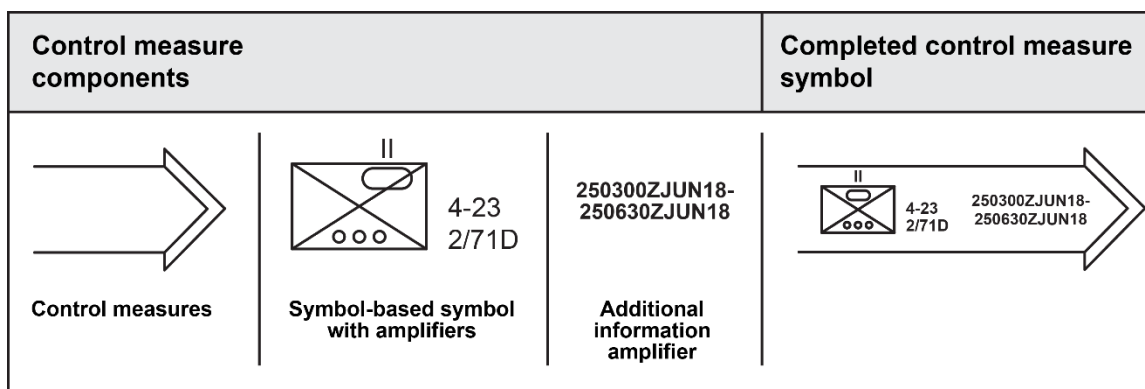 Control measure
components
Completed control measure
symbol
II
4-23
2/71D
250300ZJUN18-
250630ZJUN18
II
4-23
2/71D
250300ZJUN18-
250630ZJUN18
Control measures
Symbol-based symbol
with amplifiers
Additional
information
amplifier